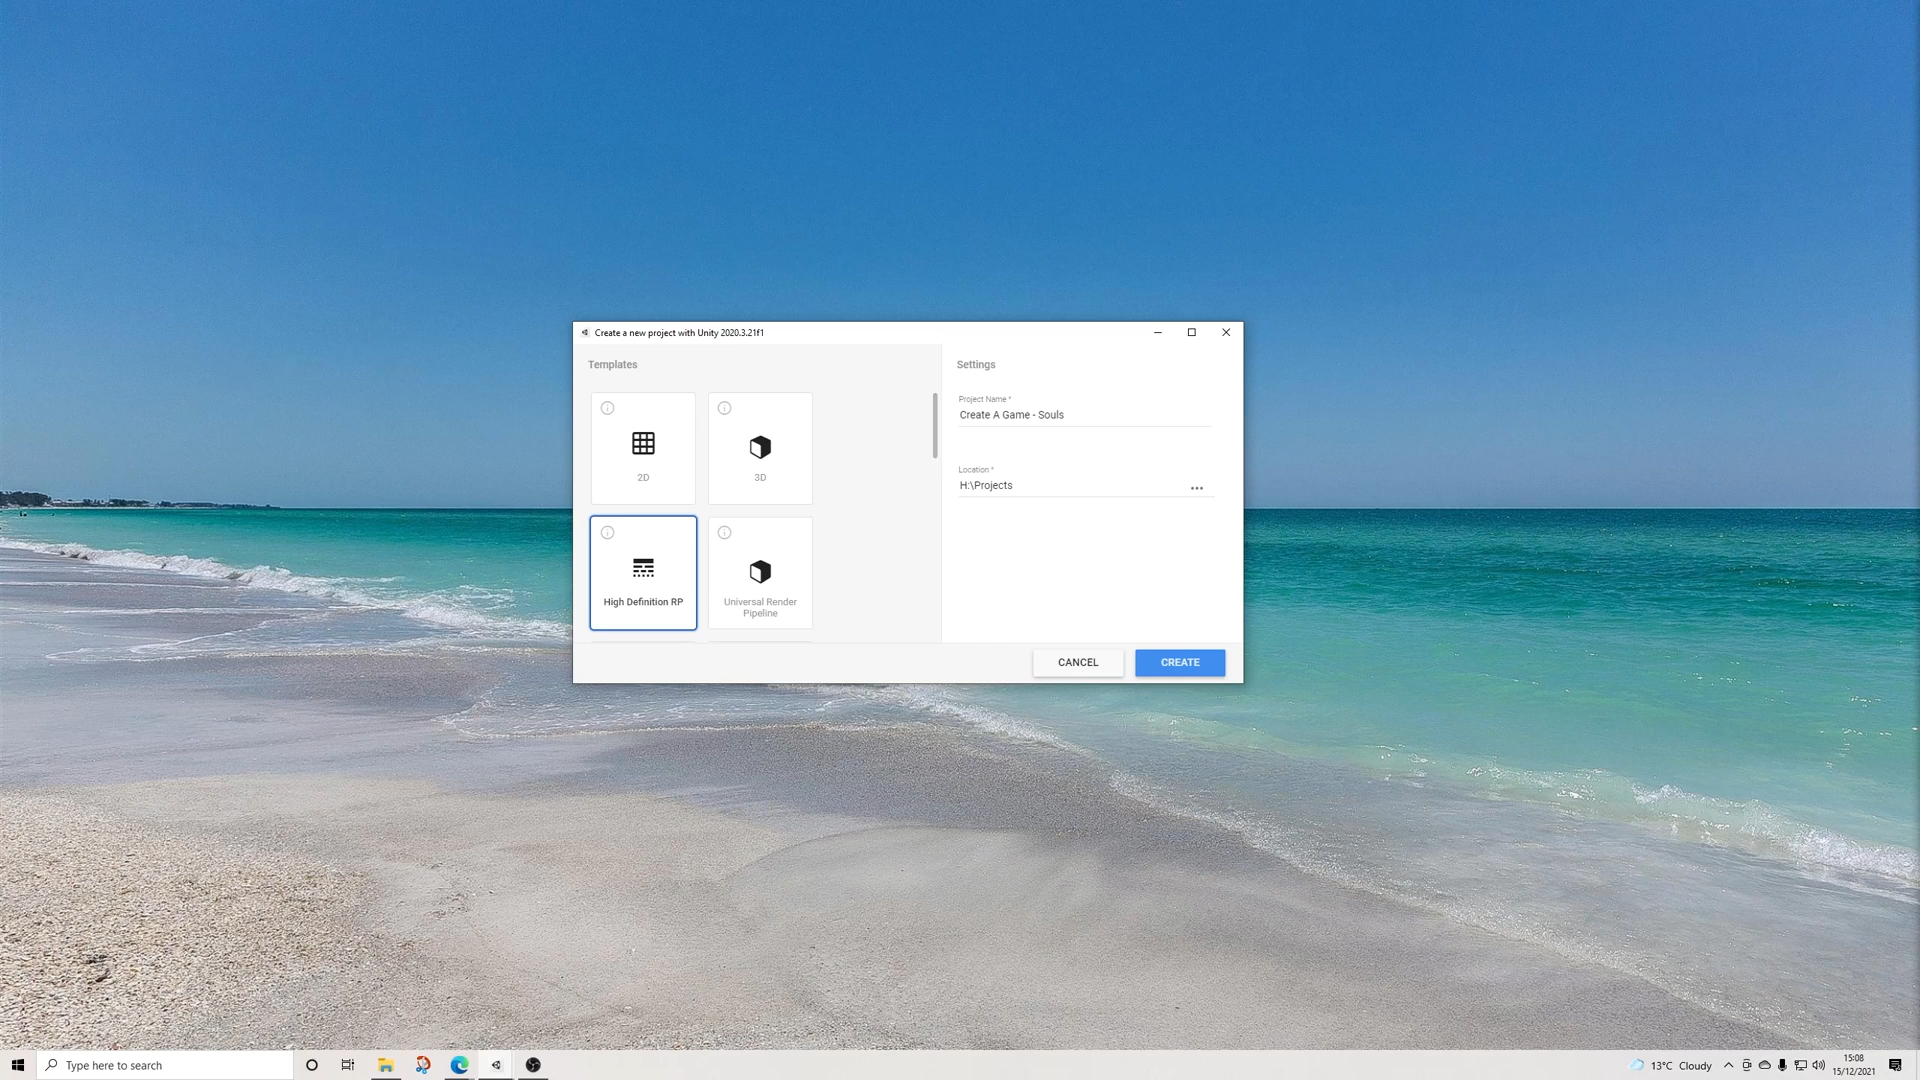 Create a new project with Unity 2020.3.21f1
Templates
Settings
2D
3D
High Definition RP
Universal Render
Pipeline
Project Name *
Create A Game - Souls
Location *
H:\Projects
CANCEL
CREATE
Type here to search
13°C Cloudy
15:08
15/12/2021